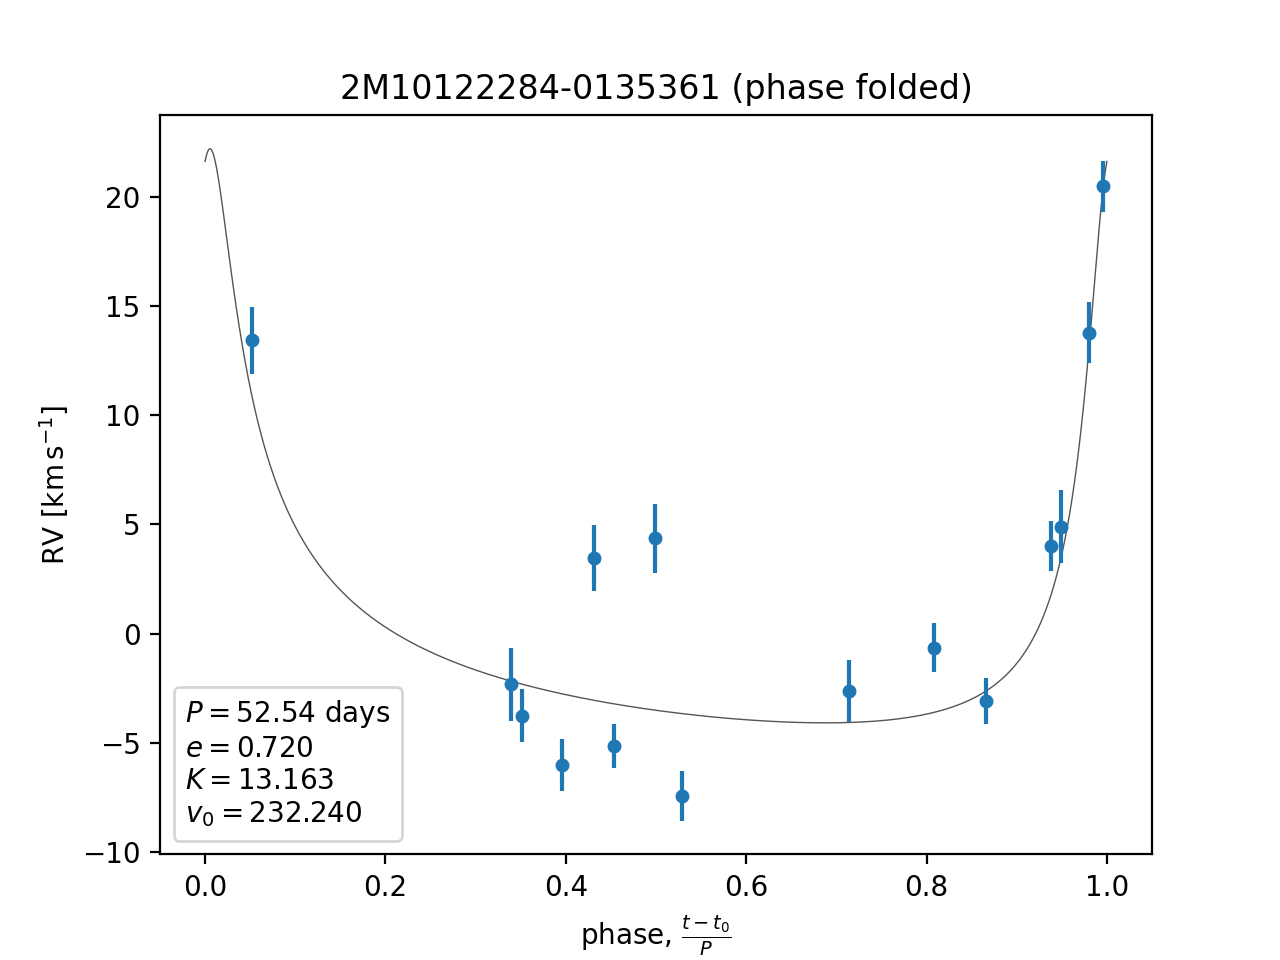 2M10122284-0135361 (phase folded)
20
15
10
5
0
−5
−10
RV [km s⁻¹]
P = 52.54 days
e = 0.720
K = 13.163
v₀ = 232.240
0.0 0.2 0.4 0.6 0.8 1.0
phase, (t − t₀)/P